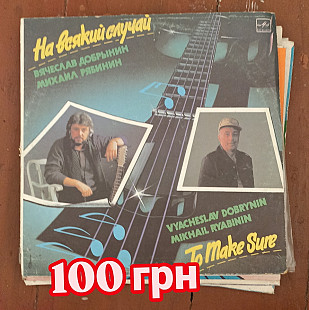 На всякий случай
ВЯЧЕСЛАВ ДОБРЫНИН
МИХАИЛ РЯБИНИН
VYACHESLAV DOBRYNIN
MIKHAIL RYABININ
To Make Sure
100 грн